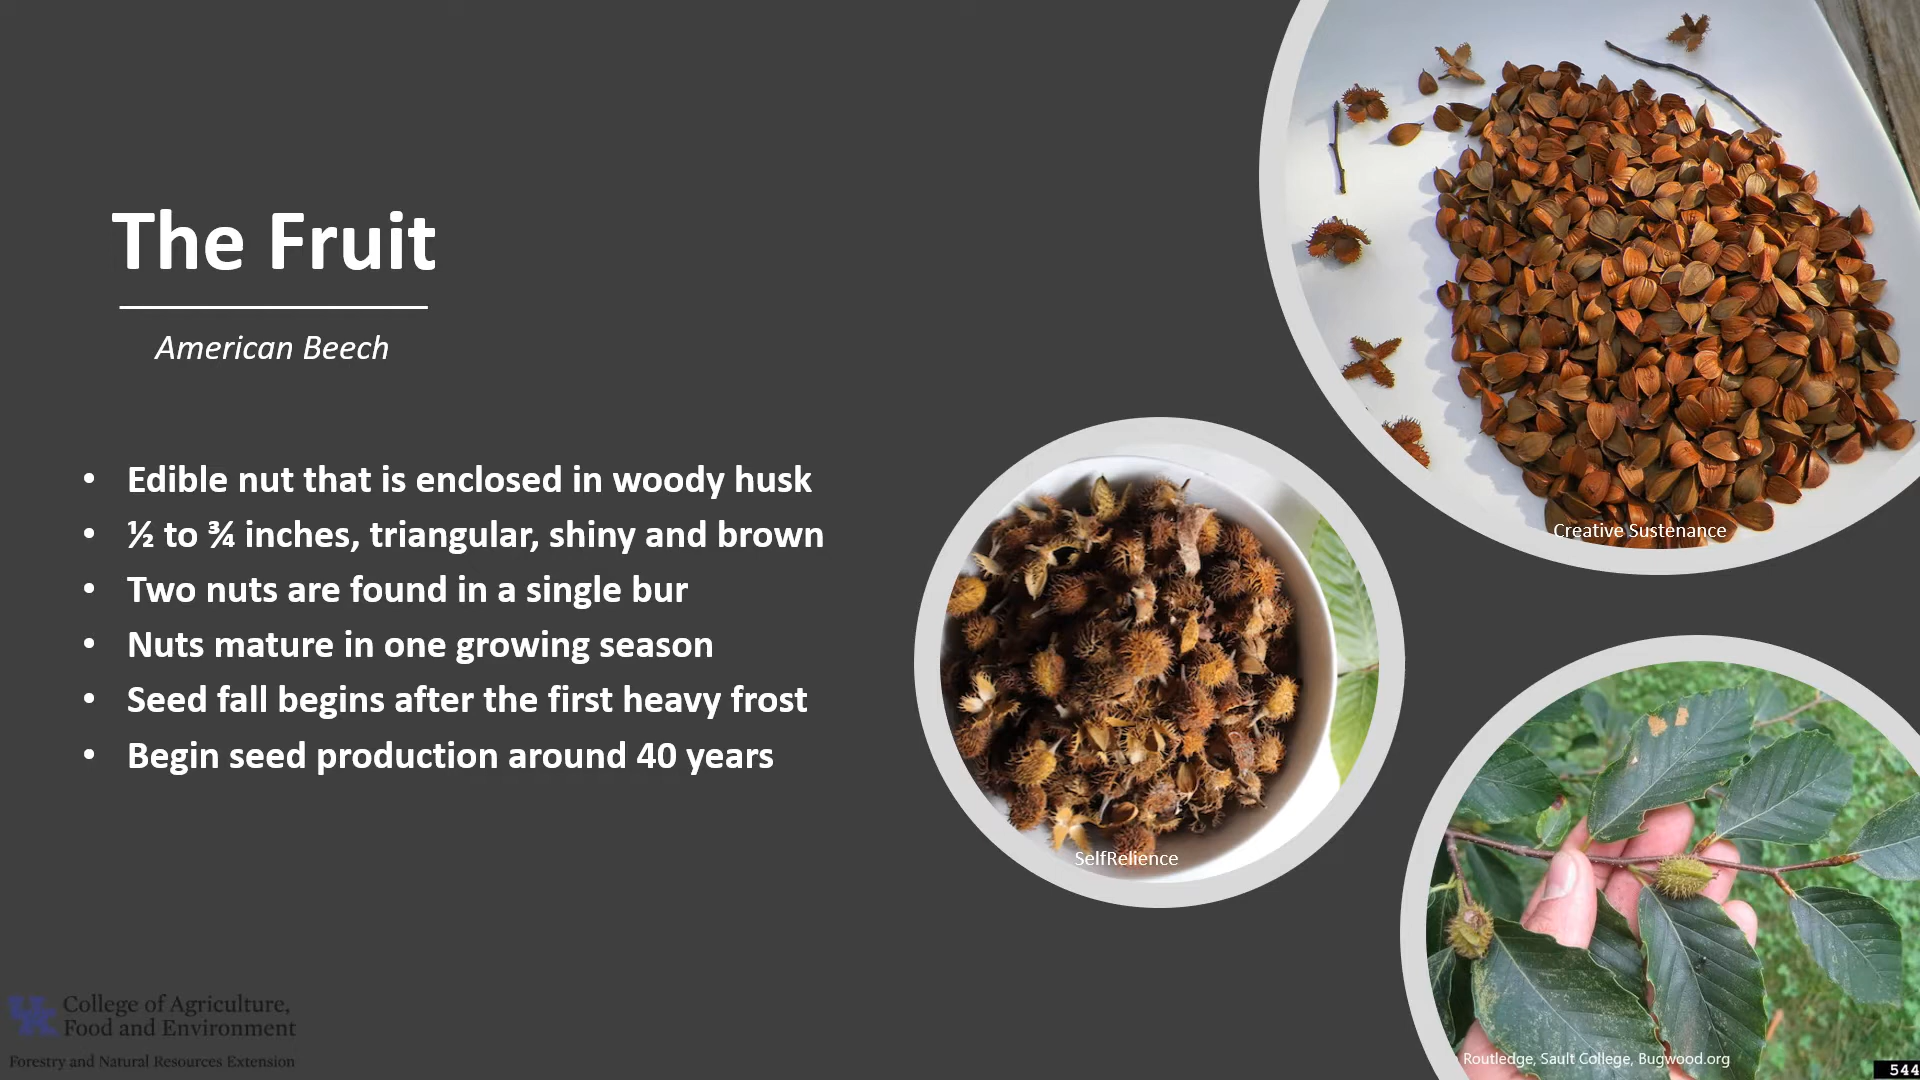 The Fruit
American Beech
• Edible nut that is enclosed in woody husk
• ½ to ¾ inches, triangular, shiny and brown
• Two nuts are found in a single bur
• Nuts mature in one growing season
• Seed fall begins after the first heavy frost
• Begin seed production around 40 years
Creative Sustenance
SelfRelience
Routledge, Sault College, Bugwood.org
UK College of Agriculture,
Food and Environment
Forestry and Natural Resources Extension
544